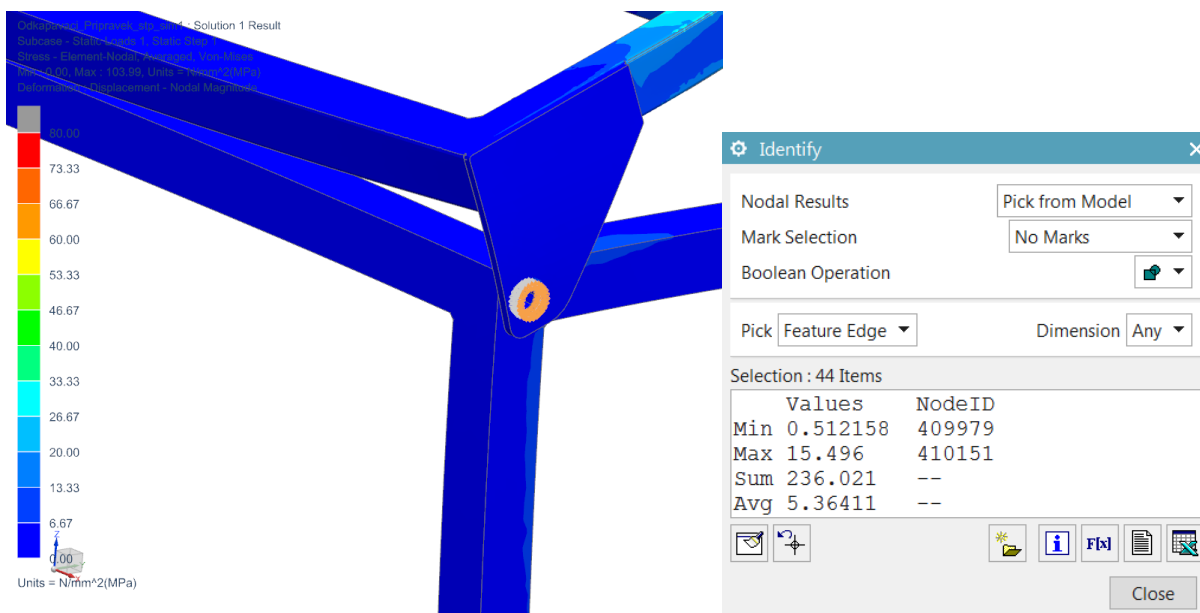 Odkapavaci_Pripravek_stp_sim1 : Solution 1 Result
Subcase - Static Loads 1, Static Step 1
Stress - Element-Nodal, Averaged, Von-Mises
Min : 0.00, Max : 103.99, Units = N/mm^2(MPa)
Deformation : Displacement - Nodal Magnitude
80.00
73.33
66.67
60.00
53.33
46.67
40.00
33.33
26.67
20.00
13.33
6.67
0.00
Z
X
Units = N/mm^2(MPa)
Identify
Nodal Results Pick from Model
Mark Selection No Marks
Boolean Operation
Pick Feature Edge Dimension Any
Selection : 44 Items
Values NodeID
Min 0.512158 409979
Max 15.496 410151
Sum 236.021 --
Avg 5.36411 --
F[x]
Close